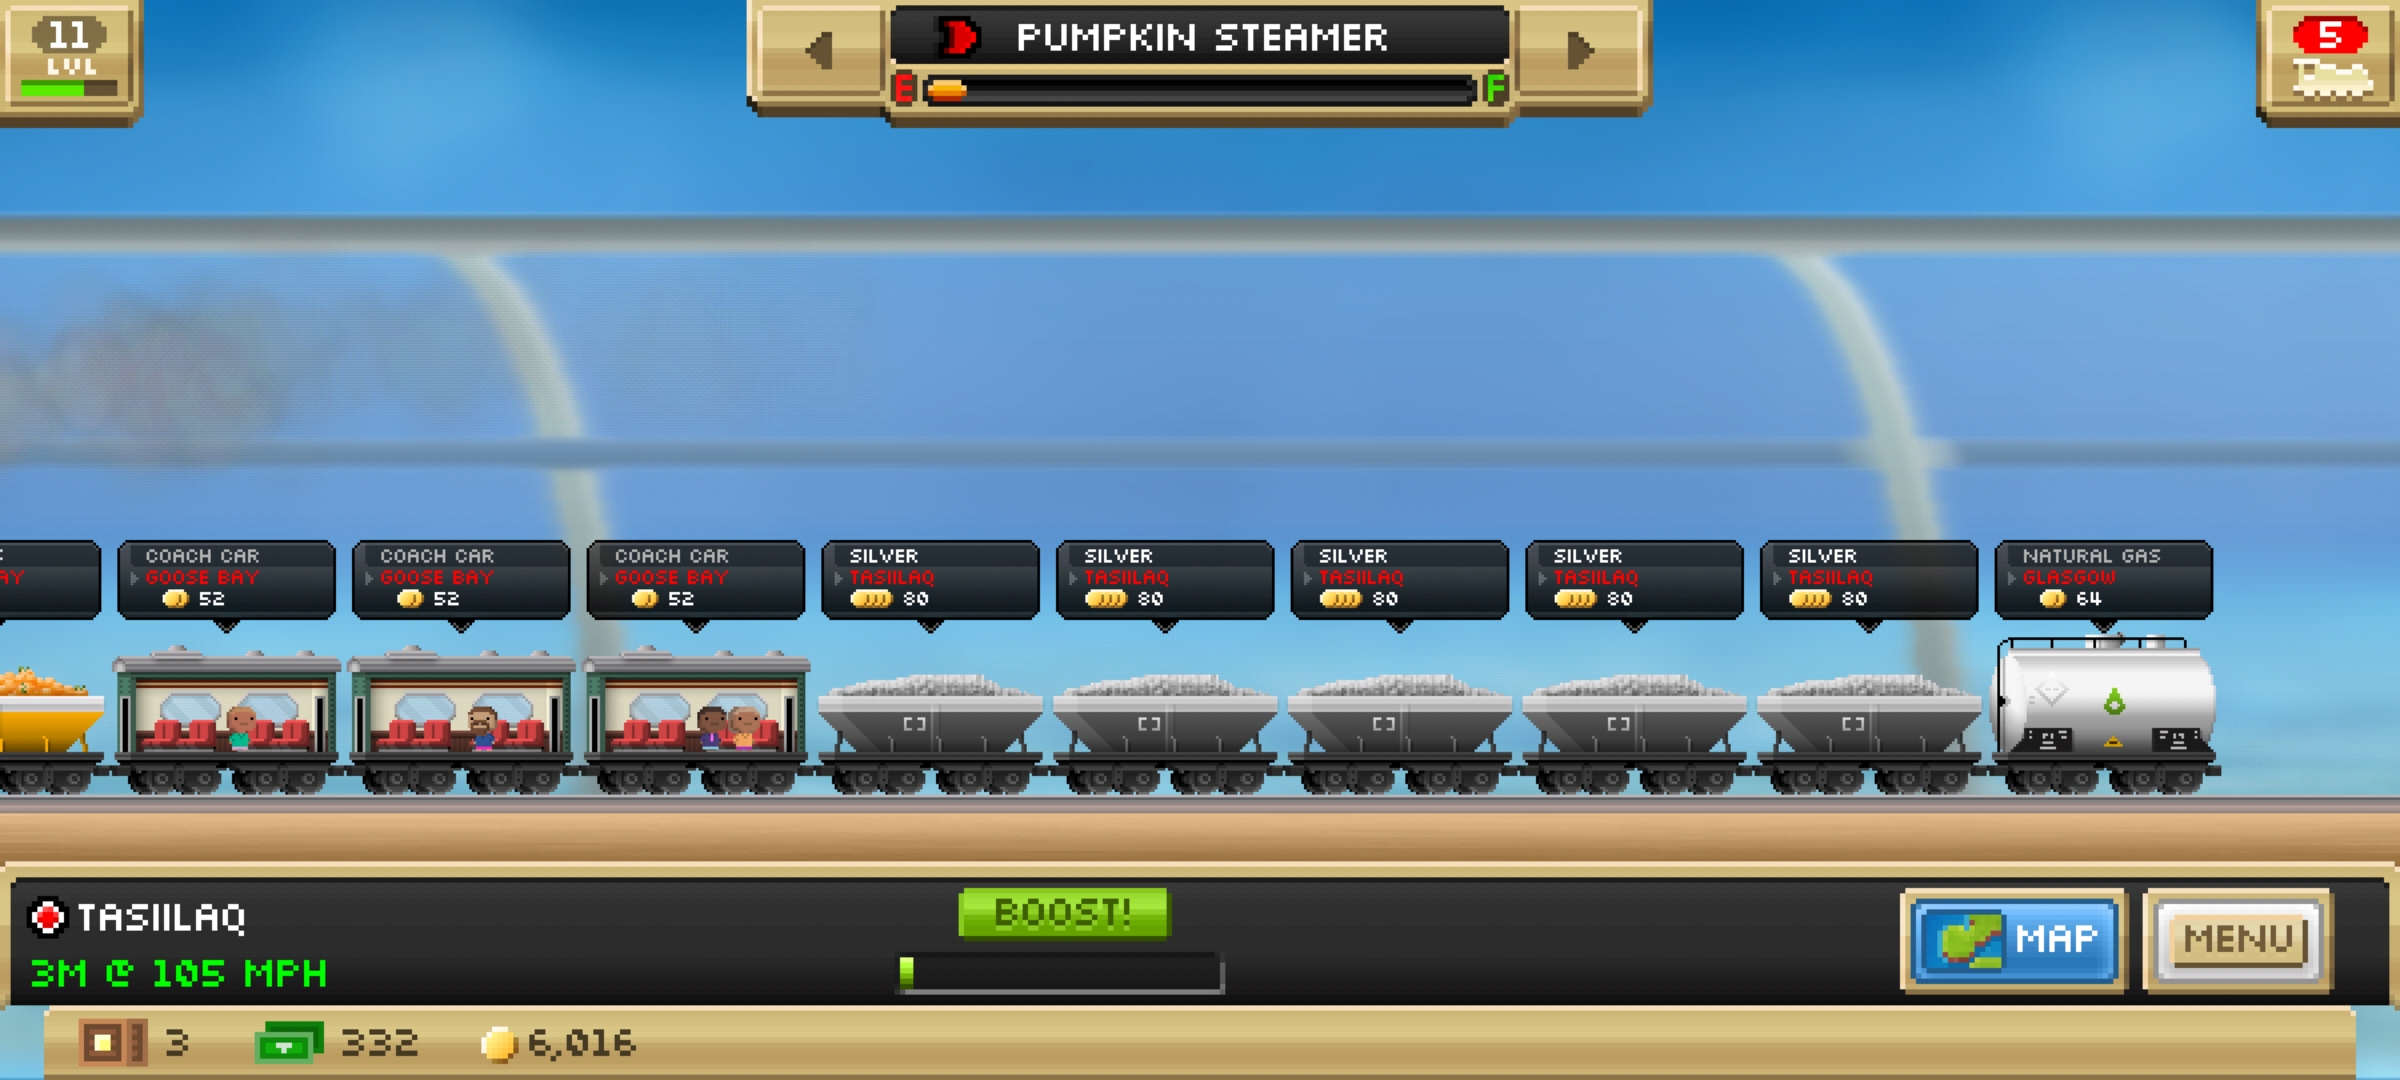 11
LVL
PUMPKIN STEAMER
E
F
5
AY
COACH CAR
GOOSE BAY
52
COACH CAR
GOOSE BAY
52
COACH CAR
GOOSE BAY
52
SILVER
TASIILAQ
80
SILVER
TASIILAQ
80
SILVER
TASIILAQ
80
SILVER
TASIILAQ
80
SILVER
TASIILAQ
80
NATURAL GAS
GLASGOW
64
TASIILAQ
3M @ 105 MPH
BOOST!
MAP
MENU
3
332
6,016